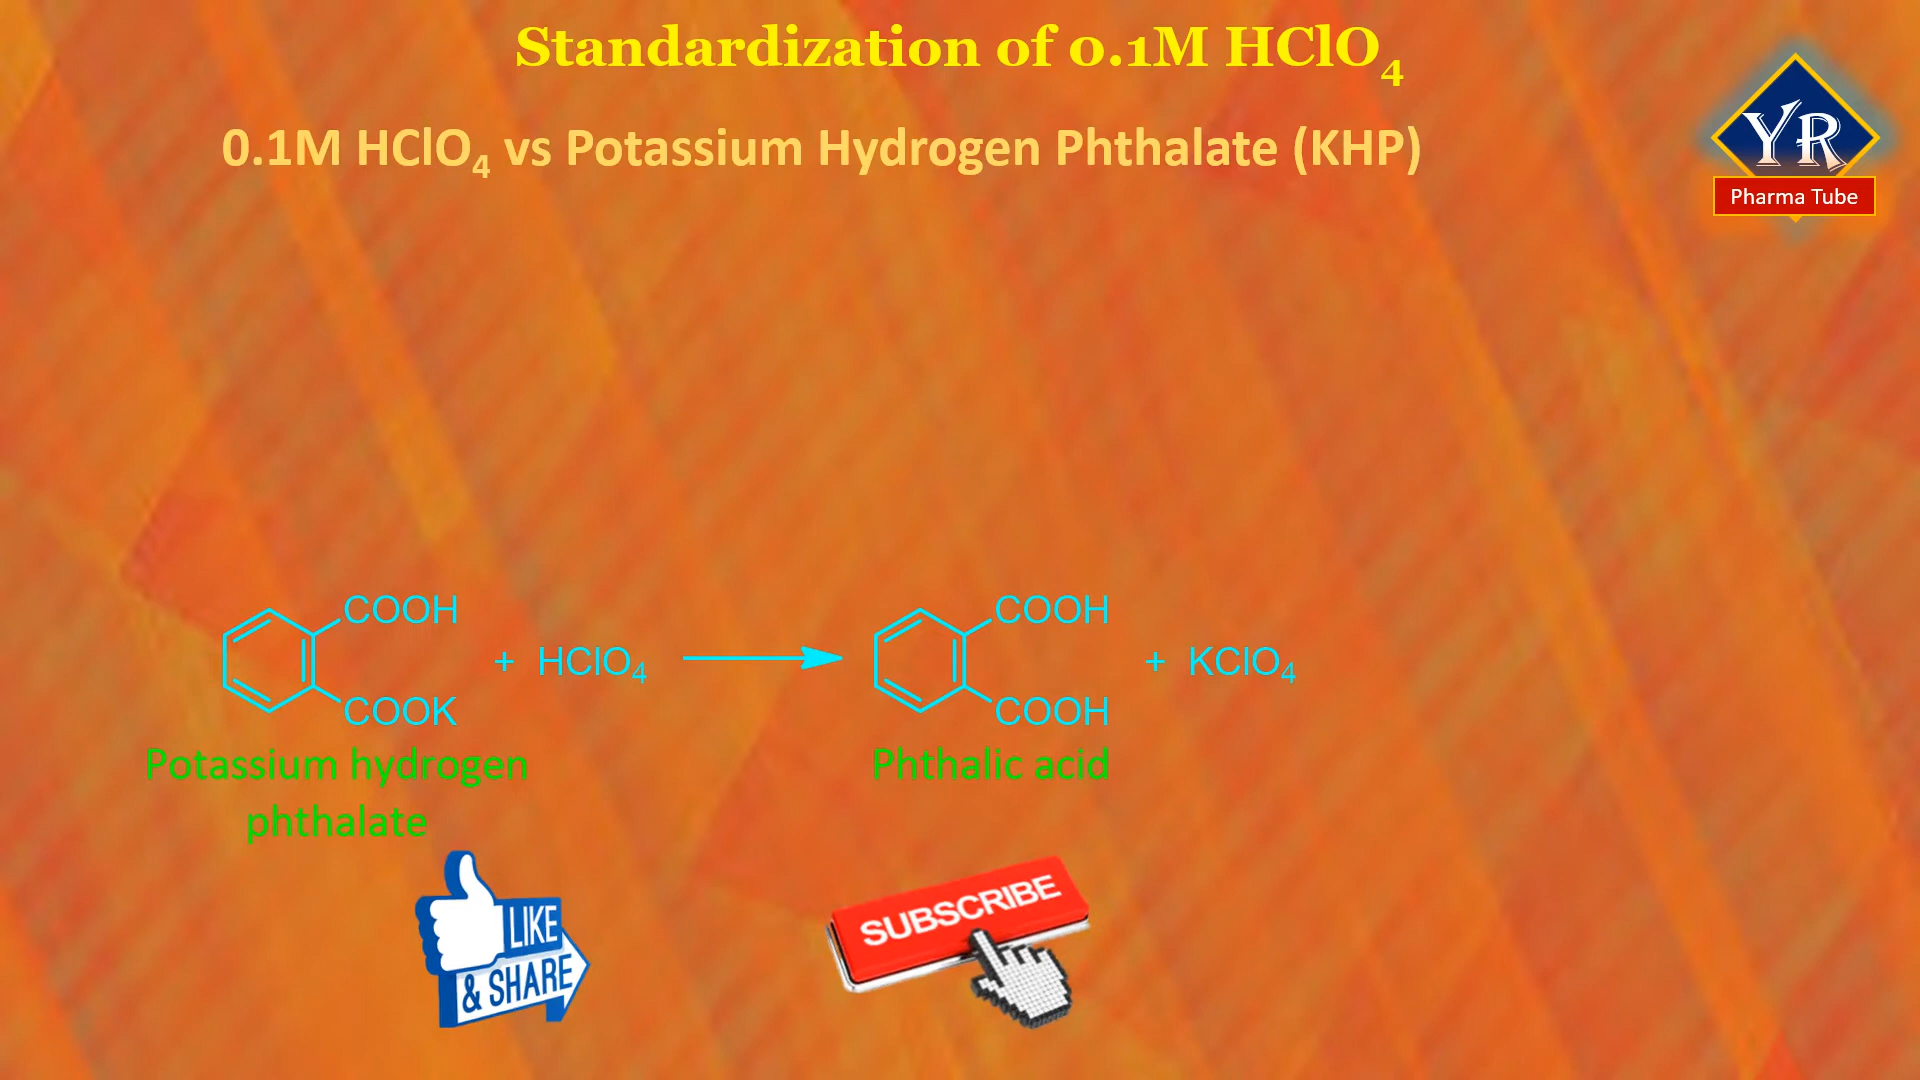 Standardization of 0.1M HClO₄
0.1M HClO₄ vs Potassium Hydrogen Phthalate (KHP)
YR
Pharma Tube
COOH
COOK
+ HClO₄
COOH
COOH
+ KClO₄
Potassium hydrogen
phthalate
Phthalic acid
LIKE
& SHARE
SUBSCRIBE